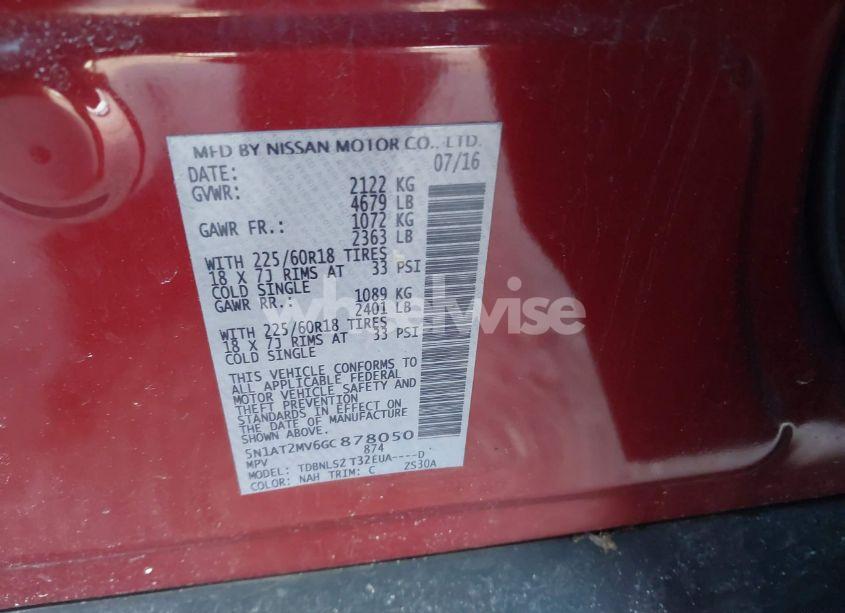 MFD BY NISSAN MOTOR CO., LTD.
DATE: 07/16
GVWR: 2122 KG
4679 LB
GAWR FR.: 1072 KG
2363 LB
WITH 225/60R18 TIRES
18 X 7J RIMS AT 33 PSI
COLD SINGLE
GAWR RR.: 1089 KG
2401 LB
WITH 225/60R18 TIRES
18 X 7J RIMS AT 33 PSI
COLD SINGLE
THIS VEHICLE CONFORMS TO
ALL APPLICABLE FEDERAL
MOTOR VEHICLE SAFETY AND
THEFT PREVENTION
STANDARDS IN EFFECT ON
THE DATE OF MANUFACTURE
SHOWN ABOVE
5N1AT2MV6GC878050
MPV 874
MODEL: TDBNLSZ T32EUA----D
COLOR: NAH TRIM: C ZS30A
wheelwise